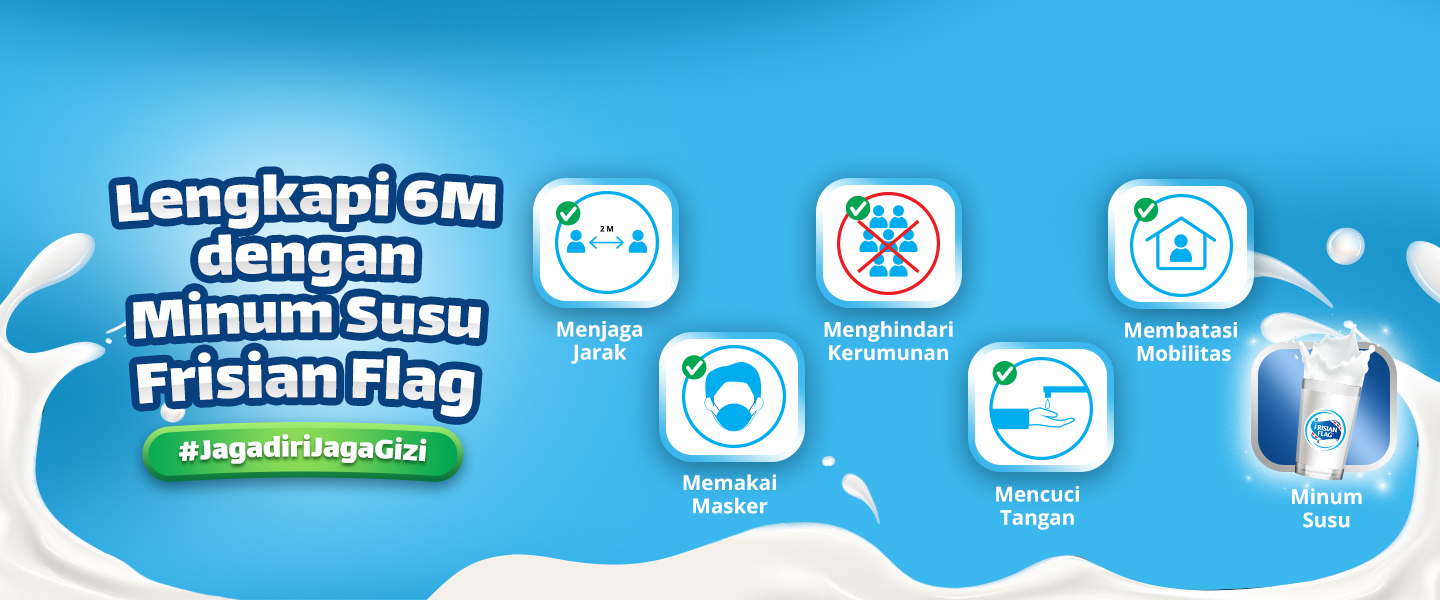 Lengkapi 6M
dengan
Minum Susu
Frisian Flag
#JagadiriJagaGizi
2 M
Menjaga
Jarak
Memakai
Masker
Menghindari
Kerumunan
Mencuci
Tangan
Membatasi
Mobilitas
FRISIAN
FLAG
Minum
Susu